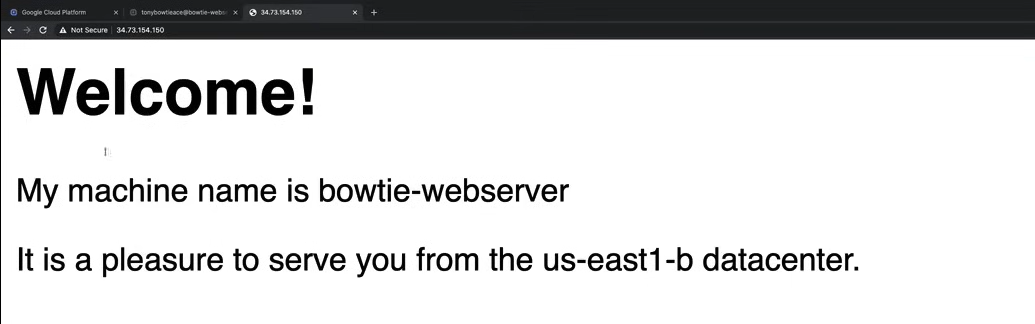 Google Cloud Platform
tonybowtieace@bowtie-webs
34.73.154.150
Not Secure | 34.73.154.150
Welcome!
My machine name is bowtie-webserver
It is a pleasure to serve you from the us-east1-b datacenter.